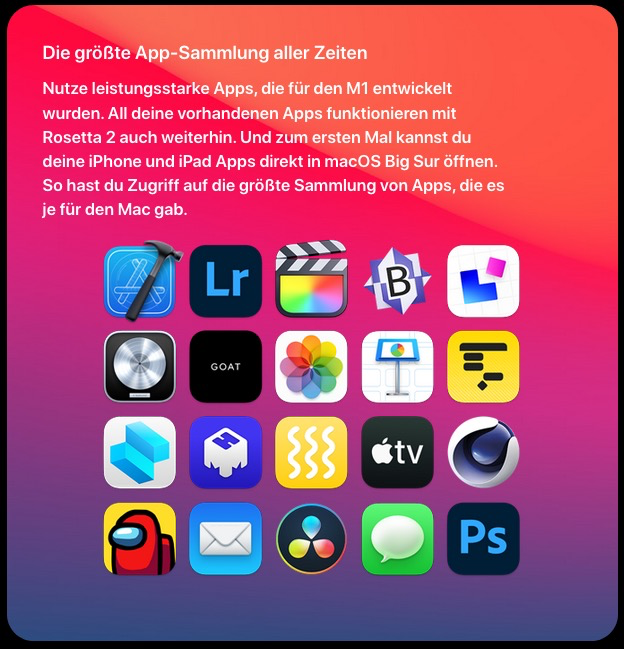 Die größte App-Sammlung aller Zeiten
Nutze leistungsstarke Apps, die für den M1 entwickelt
wurden. All deine vorhandenen Apps funktionieren mit
Rosetta 2 auch weiterhin. Und zum ersten Mal kannst du
deine iPhone und iPad Apps direkt in macOS Big Sur öffnen.
So hast du Zugriff auf die größte Sammlung von Apps, die es
je für den Mac gab.
Lr
B
GOAT
tv
Ps